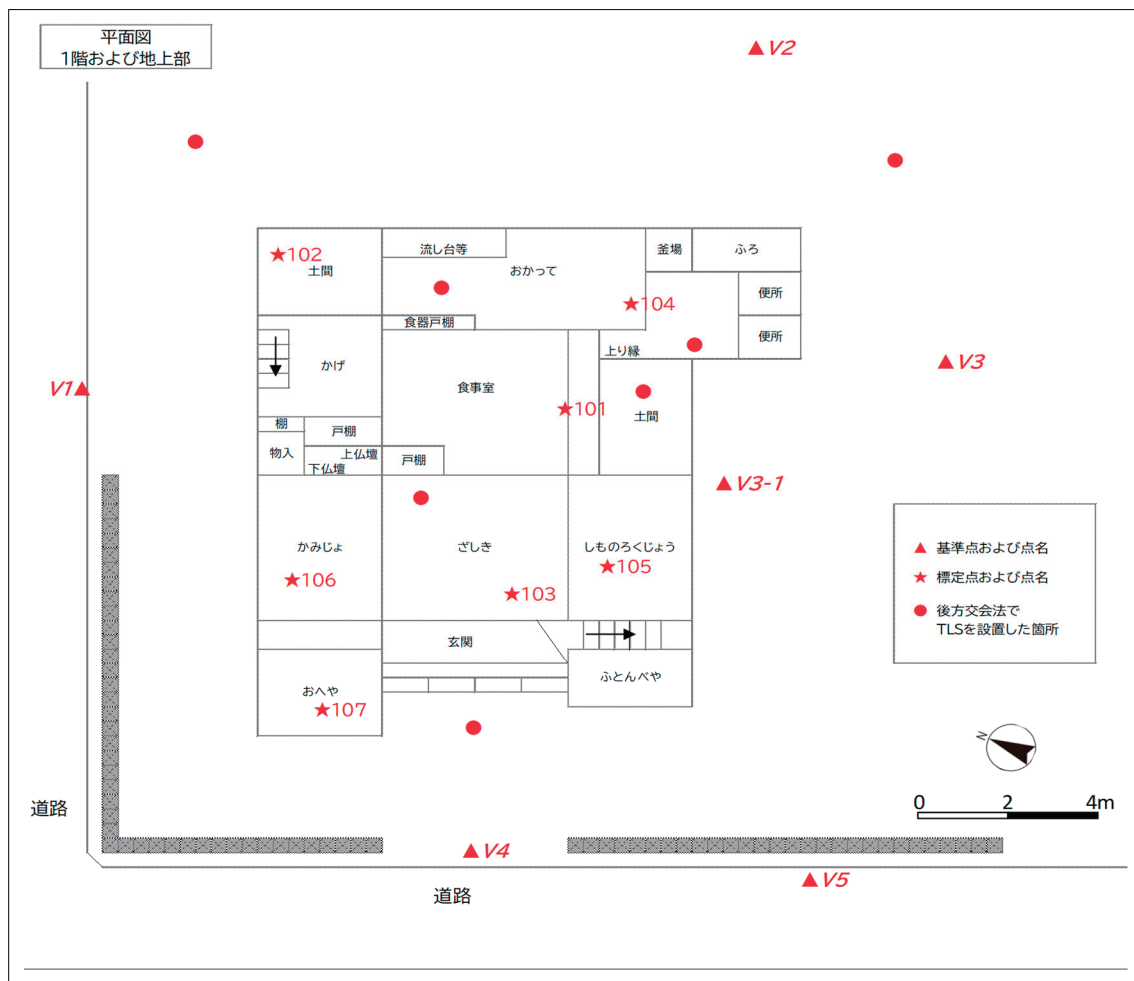 平面図
1階および地上部
V2
★102
土間
流し台等
おかって
釜場
ふろ
便所
★104
食器戸棚
便所
上り縁
かげ
V3
V1
食事室
★101
土間
棚
戸棚
物入
上仏壇
下仏壇
戸棚
V3-1
かみじょ
ざしき
しものろくじょう
★105
★106
★103
基準点および点名
標定点および点名
後方交会法で
TLSを設置した箇所
玄関
ふとんべや
おへや
★107
N
0 2 4m
道路
V4
V5
道路